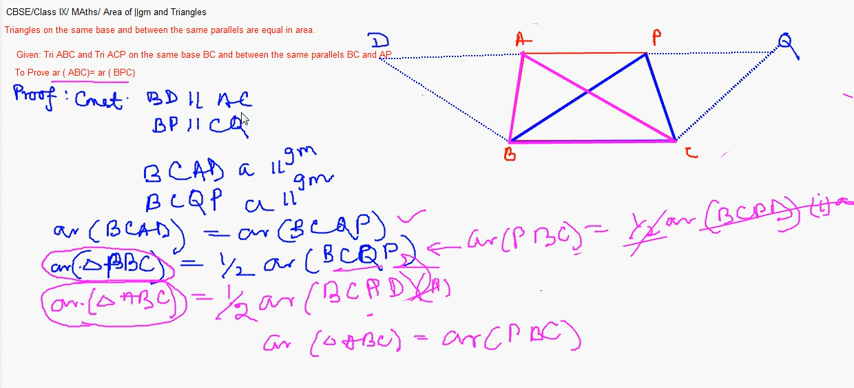 CBSE/Class IX/ MAths/ Area of ||gm and Triangles
Triangles on the same base and between the same parallels are equal in area.
Given: Tri ABC and Tri ACP on the same base BC and between the same parallels BC and AP
To Prove ar ( ABC)= ar ( BPC)
D A P Q
B C
Proof : Const. BD || AC
BP || CQ
BCAD a ||gm
BCQP a ||gm
ar (BCAD) = ar (BCQP) ✓
ar(△PBC) = 1/2 ar (BCQP) ← ar(PBC) = 1/2 ar (BCPD) (i)
ar(△ABC) = 1/2 ar (BCAD)
ar (△ABC) = ar (PBC)